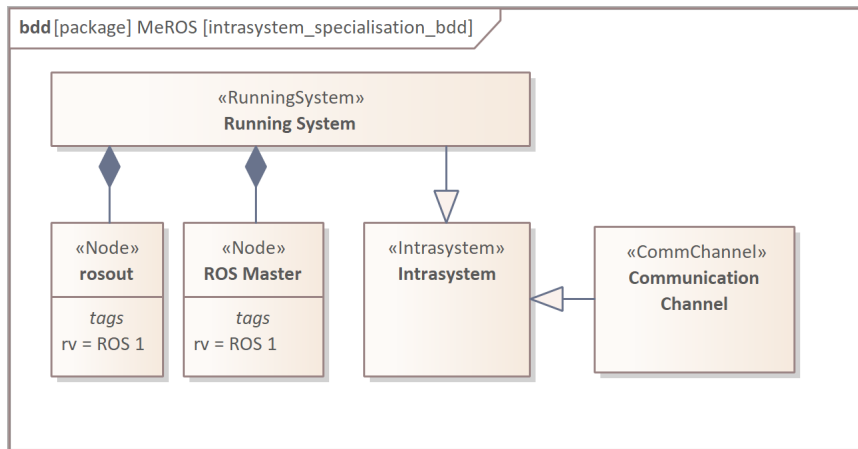 bdd [package] MeROS [intrasystem_specialisation_bdd]
«RunningSystem»
Running System
«Node»
rosout
tags
rv = ROS 1
«Node»
ROS Master
tags
rv = ROS 1
«Intrasystem»
Intrasystem
«CommChannel»
Communication
Channel